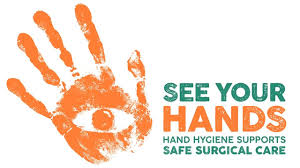 SEE YOUR
HANDS
HAND HYGIENE SUPPORTS
SAFE SURGICAL CARE